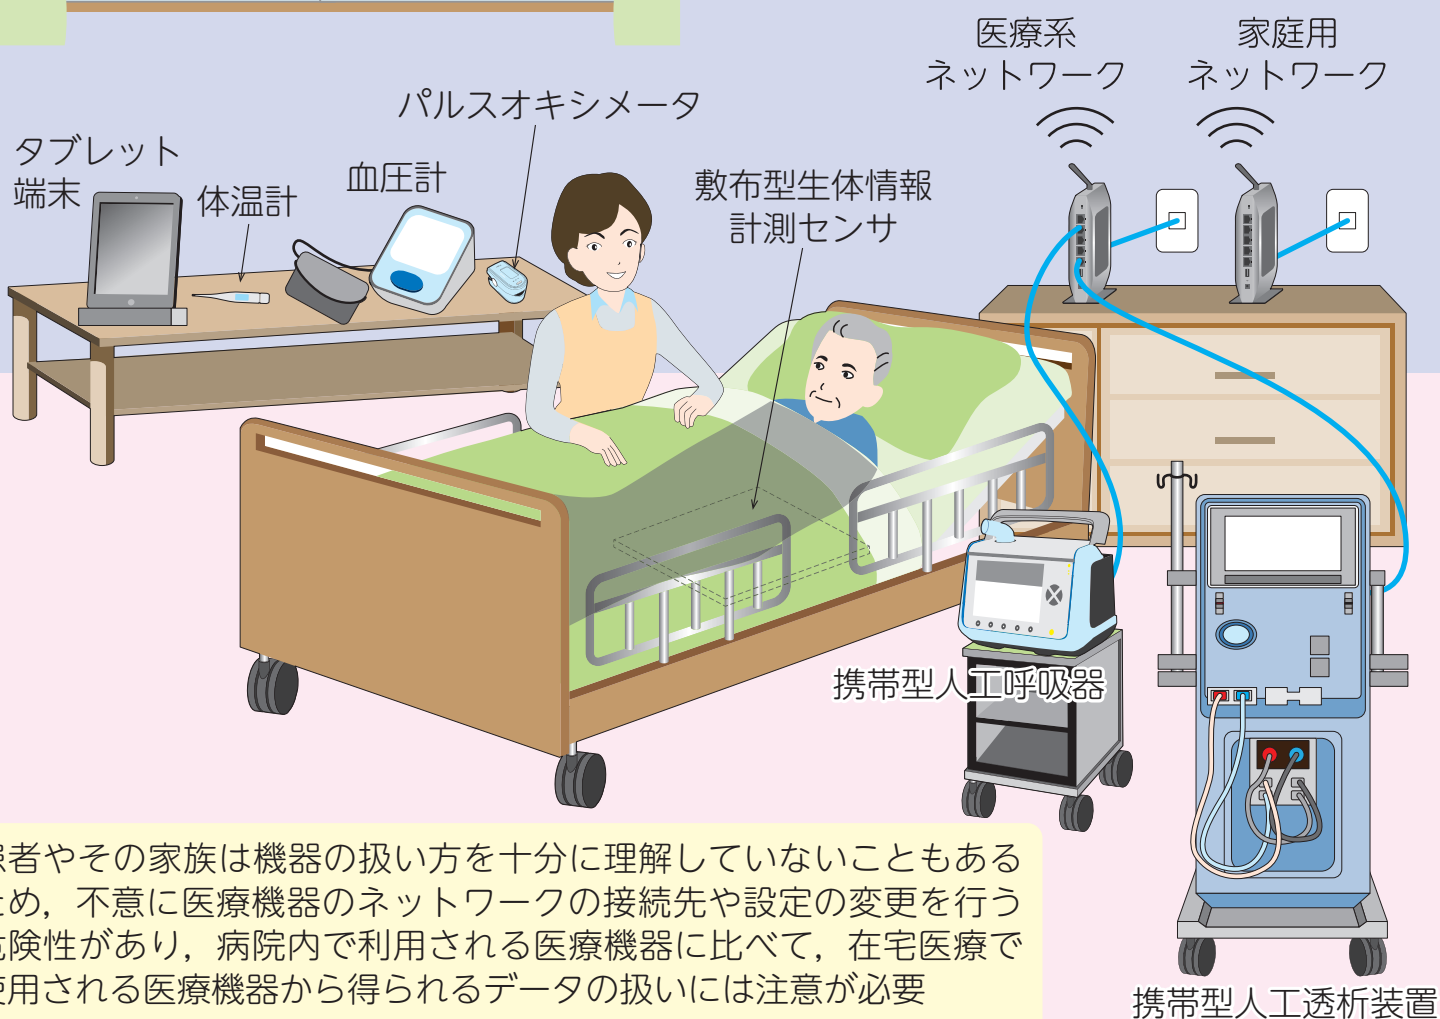 医療系
ネットワーク
家庭用
ネットワーク
パルスオキシメータ
タブレット
端末
体温計
血圧計
敷布型生体情報
計測センサ
携帯型人工呼吸器
患者やその家族は機器の扱い方を十分に理解していないこともある
ため，不意に医療機器のネットワークの接続先や設定の変更を行う
危険性があり，病院内で利用される医療機器に比べて，在宅医療で
使用される医療機器から得られるデータの扱いには注意が必要
携帯型人工透析装置